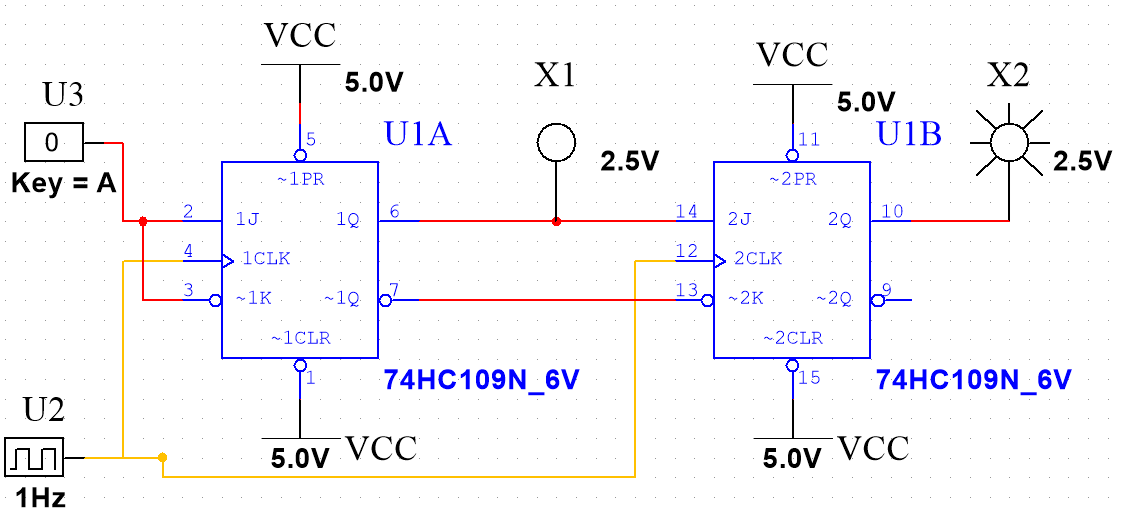 VCC
5.0V
U3
0
Key = A
5
U1A
~1PR
2
1J
1Q
6
4
1CLK
3
~1K
~1Q
7
~1CLR
1
74HC109N_6V
5.0V
VCC
U2
1Hz
X1
2.5V
VCC
5.0V
11
U1B
~2PR
14
2J
2Q
10
12
2CLK
13
~2K
~2Q
9
~2CLR
15
74HC109N_6V
5.0V
VCC
X2
2.5V